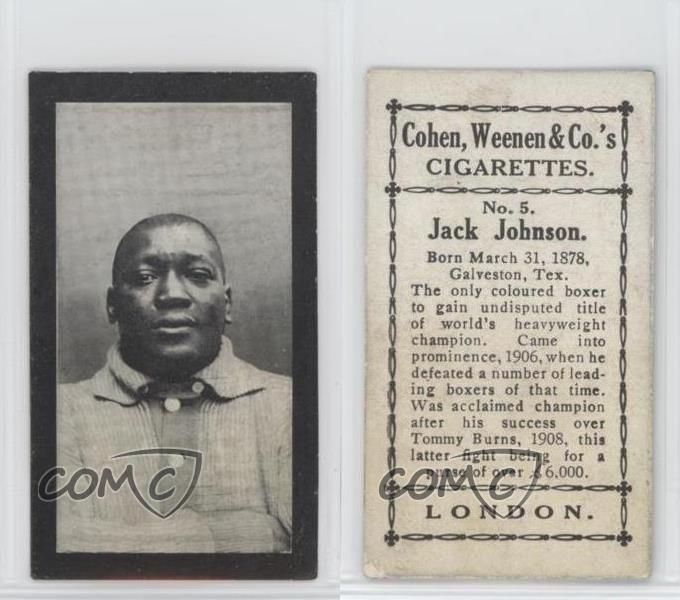 Cohen, Weenen & Co.'s
CIGARETTES.
No. 5.
Jack Johnson.
Born March 31, 1878,
Galveston, Tex.
The only coloured boxer
to gain undisputed title
of world's heavyweight
champion. Came into
prominence, 1906, when he
defeated a number of lead-
ing boxers of that time.
Was acclaimed champion
after his success over
Tommy Burns, 1908, this
latter fight being for a
purse of over £6,000.
LONDON.
COMC
COMC